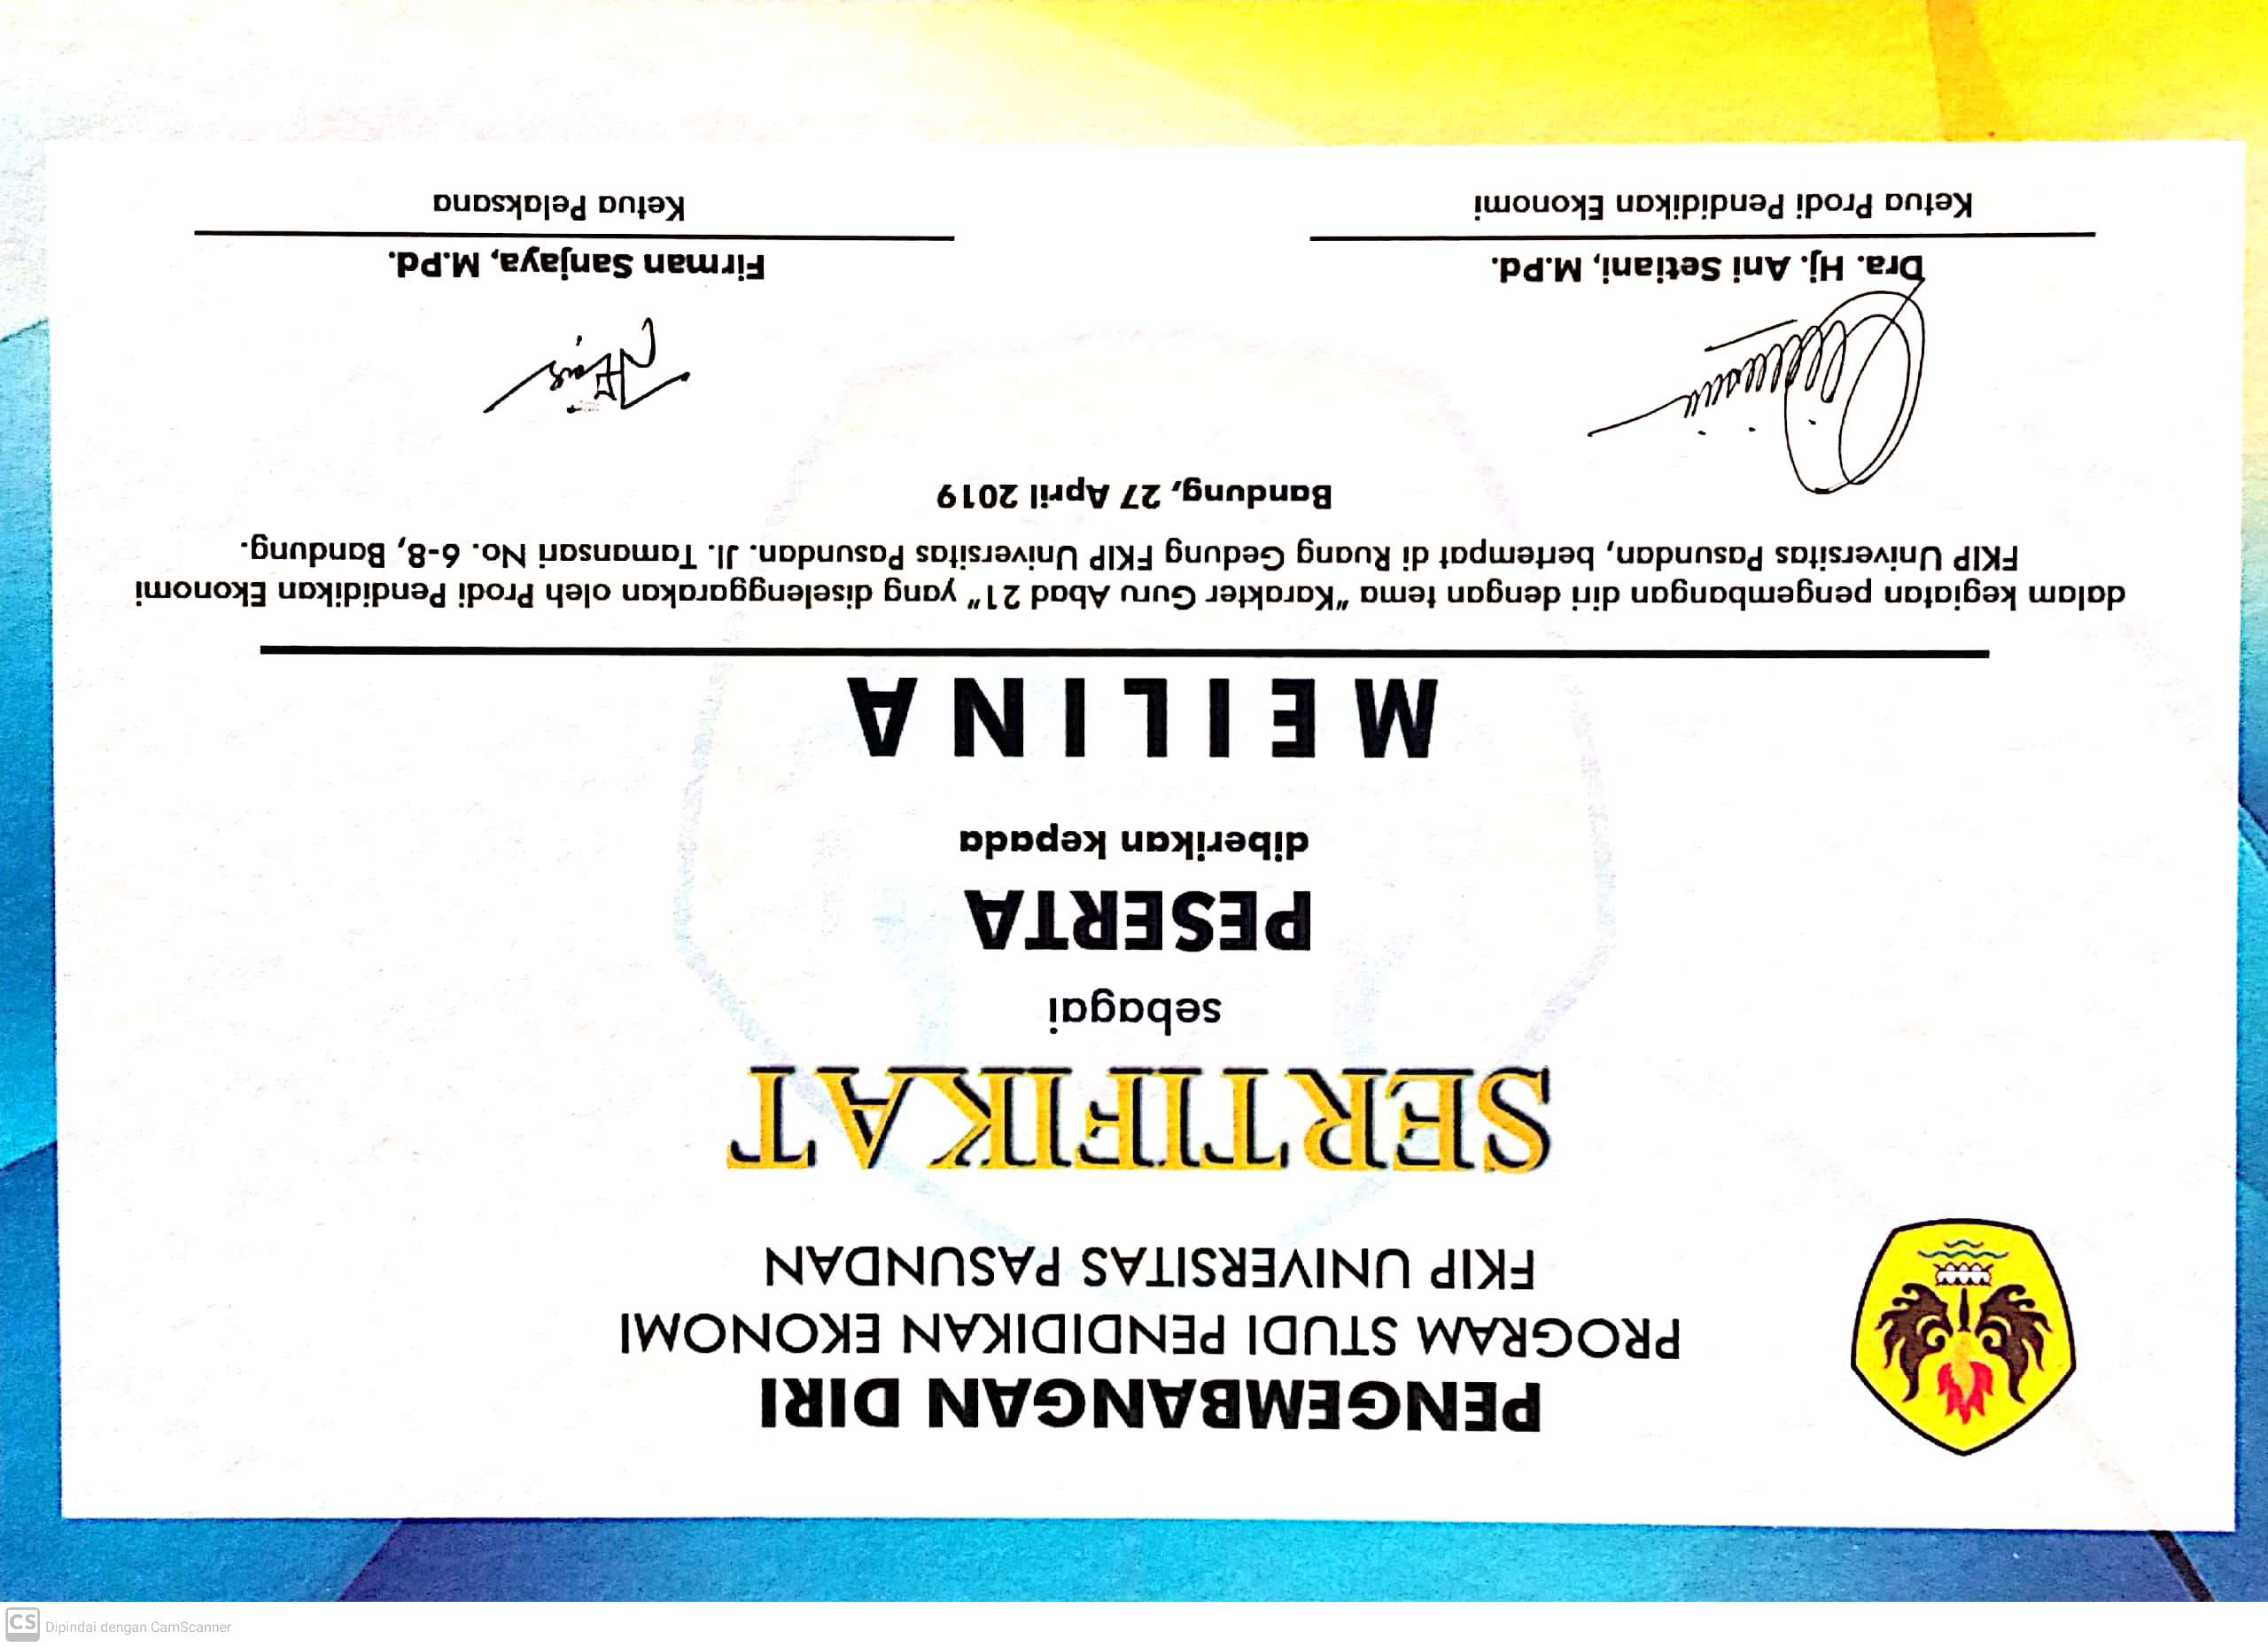 Dipindai dengan CamScanner
CS
PENGEMBANGAN DIRI
PROGRAM STUDI PENDIDIKAN EKONOMI
FKIP UNIVERSITAS PASUNDAN
SERTIFIKAT
sebagai
PESERTA
diberikan kepada
MEILINA
dalam kegiatan pengembangan diri dengan tema "Karakter Guru Abad 21" yang diselenggarakan oleh Prodi Pendidikan Ekonomi
FKIP Universitas Pasundan, bertempat di Ruang Gedung FKIP Universitas Pasundan. Jl. Tamansari No. 6-8, Bandung.
Bandung, 27 April 2019
Dra. Hj. Ani Setiani, M.Pd.
Ketua Prodi Pendidikan Ekonomi
Firman Sanjaya, M.Pd.
Ketua Pelaksana